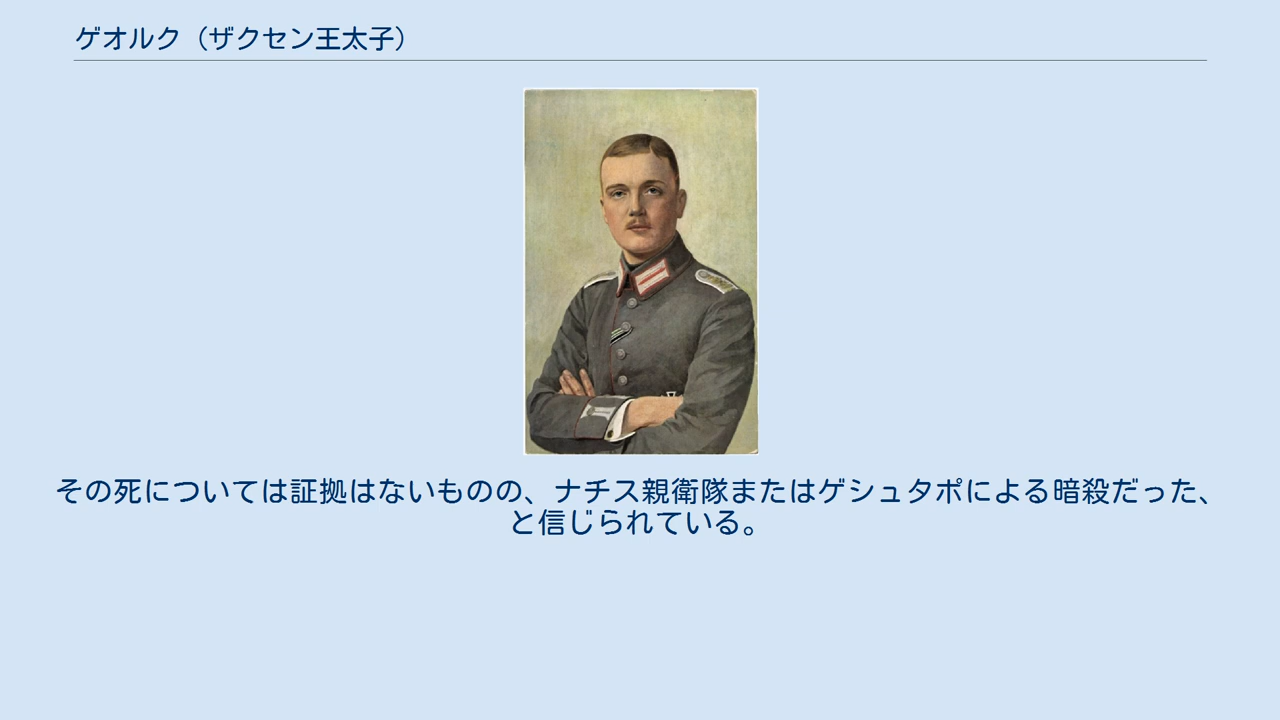 ゲオルク（ザクセン王太子）
その死については証拠はないものの、ナチス親衛隊またはゲシュタポによる暗殺だった、
と信じられている。